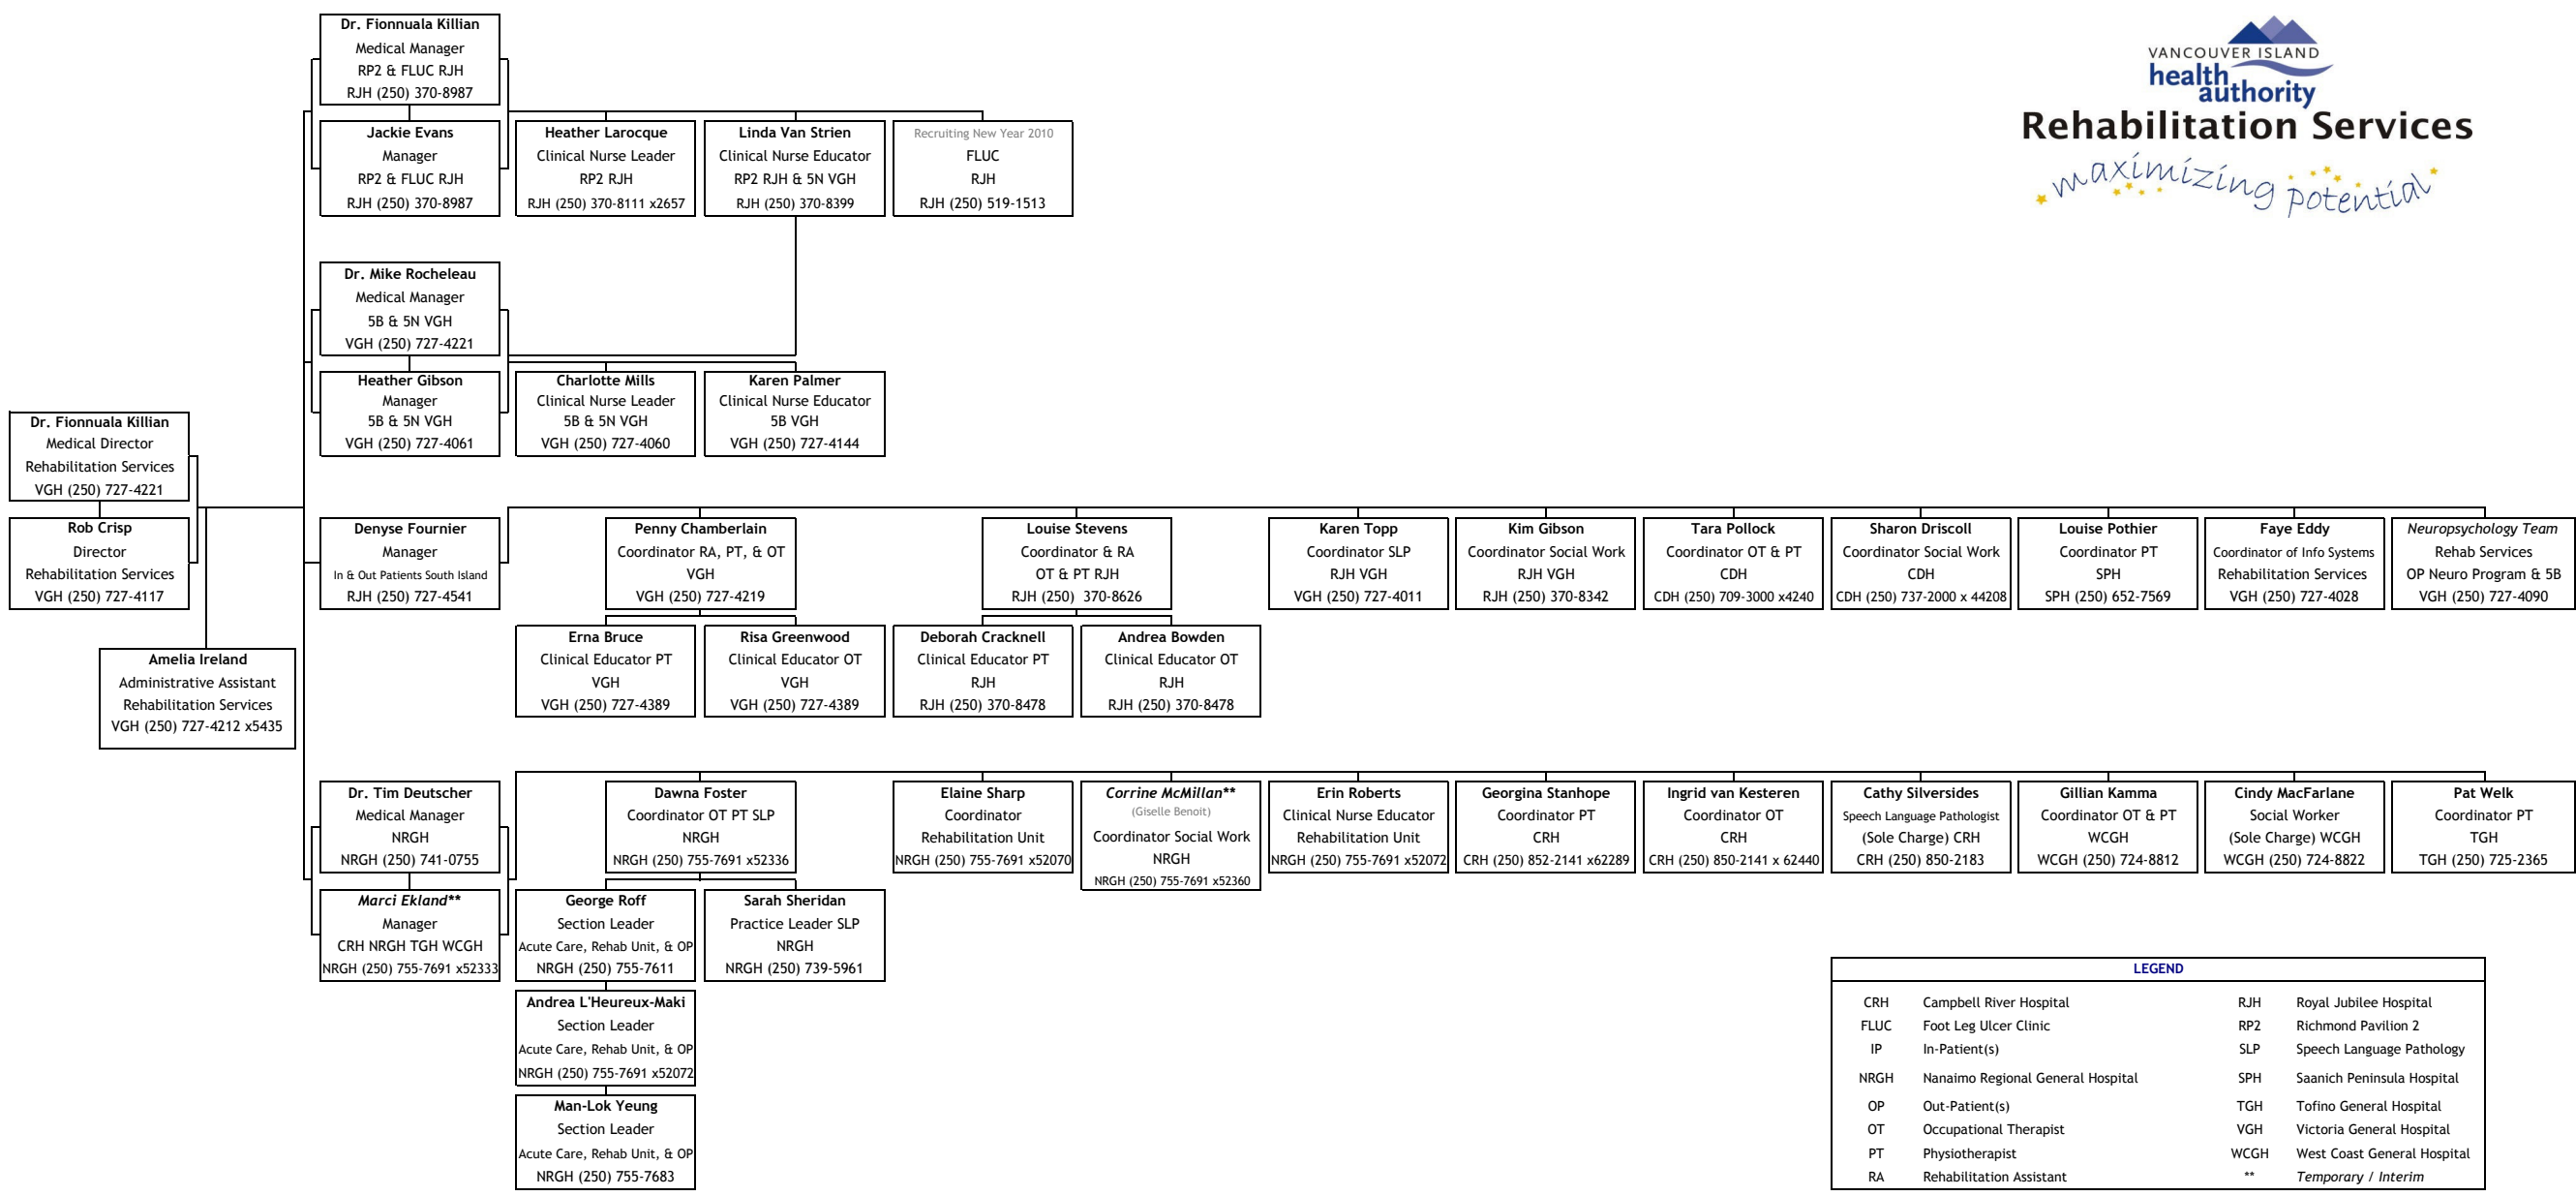 Dr. Fionnuala Killian
Medical Manager
RP2 & FLUC RJH
RJH (250) 370-8987
VANCOUVER ISLAND
health
authority
Rehabilitation Services
maximizing potential
Jackie Evans
Manager
RP2 & FLUC RJH
RJH (250) 370-8987
Heather Larocque
Clinical Nurse Leader
RP2 RJH
RJH (250) 370-8111 x2657
Linda Van Strien
Clinical Nurse Educator
RP2 RJH & 5N VGH
RJH (250) 370-8399
Recruiting New Year 2010
FLUC
RJH
RJH (250) 519-1513
Dr. Mike Rocheleau
Medical Manager
5B & 5N VGH
VGH (250) 727-4221
Heather Gibson
Manager
5B & 5N VGH
VGH (250) 727-4061
Charlotte Mills
Clinical Nurse Leader
5B & 5N VGH
VGH (250) 727-4060
Karen Palmer
Clinical Nurse Educator
5B VGH
VGH (250) 727-4144
Dr. Fionnuala Killian
Medical Director
Rehabilitation Services
VGH (250) 727-4221
Rob Crisp
Director
Rehabilitation Services
VGH (250) 727-4117
Denyse Fournier
Manager
In & Out Patients South Island
RJH (250) 727-4541
Penny Chamberlain
Coordinator RA, PT, & OT
VGH
VGH (250) 727-4219
Louise Stevens
Coordinator & RA
OT & PT RJH
RJH (250) 370-8626
Karen Topp
Coordinator SLP
RJH VGH
VGH (250) 727-4011
Kim Gibson
Coordinator Social Work
RJH VGH
RJH (250) 370-8342
Tara Pollock
Coordinator OT & PT
CDH
CDH (250) 709-3000 x4240
Sharon Driscoll
Coordinator Social Work
CDH
CDH (250) 737-2000 x 44208
Louise Pothier
Coordinator PT
SPH
SPH (250) 652-7569
Faye Eddy
Coordinator of Info Systems
Rehabilitation Services
VGH (250) 727-4028
Neuropsychology Team
Rehab Services
OP Neuro Program & 5B
VGH (250) 727-4090
Amelia Ireland
Administrative Assistant
Rehabilitation Services
VGH (250) 727-4212 x5435
Erna Bruce
Clinical Educator PT
VGH
VGH (250) 727-4389
Risa Greenwood
Clinical Educator OT
VGH
VGH (250) 727-4389
Deborah Cracknell
Clinical Educator PT
RJH
RJH (250) 370-8478
Andrea Bowden
Clinical Educator OT
RJH
RJH (250) 370-8478
Dr. Tim Deutscher
Medical Manager
NRGH
NRGH (250) 741-0755
Dawna Foster
Coordinator OT PT SLP
NRGH
NRGH (250) 755-7691 x52336
Elaine Sharp
Coordinator
Rehabilitation Unit
NRGH (250) 755-7691 x52070
Corrine McMillan**
(Giselle Benoit)
Coordinator Social Work
NRGH
NRGH (250) 755-7691 x52360
Erin Roberts
Clinical Nurse Educator
Rehabilitation Unit
NRGH (250) 755-7691 x52072
Georgina Stanhope
Coordinator PT
CRH
CRH (250) 852-2141 x62289
Ingrid van Kesteren
Coordinator OT
CRH
CRH (250) 850-2141 x 62440
Cathy Silversides
Speech Language Pathologist
(Sole Charge) CRH
CRH (250) 850-2183
Gillian Kamma
Coordinator OT & PT
WCGH
WCGH (250) 724-8812
Cindy MacFarlane
Social Worker
(Sole Charge) WCGH
WCGH (250) 724-8822
Pat Welk
Coordinator PT
TGH
TGH (250) 725-2365
Marci Ekland**
Manager
CRH NRGH TGH WCGH
NRGH (250) 755-7691 x52333
George Roff
Section Leader
Acute Care, Rehab Unit, & OP
NRGH (250) 755-7611
Sarah Sheridan
Practice Leader SLP
NRGH
NRGH (250) 739-5961
Andrea L'Heureux-Maki
Section Leader
Acute Care, Rehab Unit, & OP
NRGH (250) 755-7691 x52072
Man-Lok Yeung
Section Leader
Acute Care, Rehab Unit, & OP
NRGH (250) 755-7683
LEGEND
CRH Campbell River Hospital RJH Royal Jubilee Hospital
FLUC Foot Leg Ulcer Clinic RP2 Richmond Pavilion 2
IP In-Patient(s) SLP Speech Language Pathology
NRGH Nanaimo Regional General Hospital SPH Saanich Peninsula Hospital
OP Out-Patient(s) TGH Tofino General Hospital
OT Occupational Therapist VGH Victoria General Hospital
PT Physiotherapist WCGH West Coast General Hospital
RA Rehabilitation Assistant ** Temporary / Interim